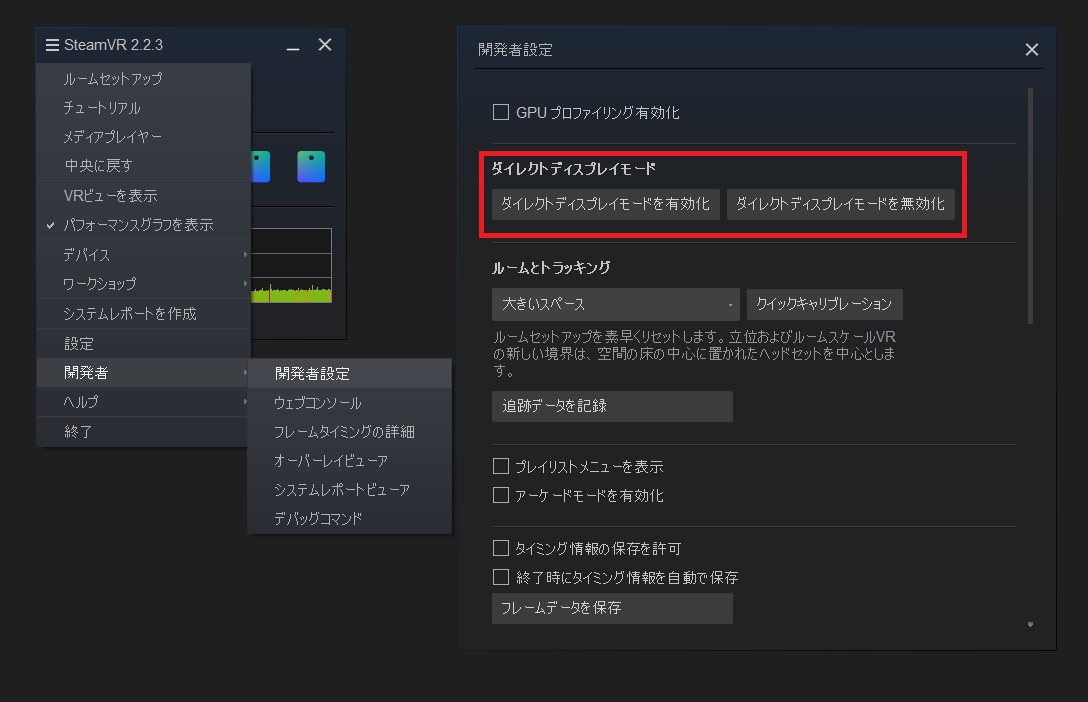 SteamVR 2.2.3
ルームセットアップ
チュートリアル
メディアプレイヤー
中央に戻す
VRビューを表示
パフォーマンスグラフを表示
デバイス
ワークショップ
システムレポートを作成
設定
開発者
ヘルプ
終了
開発者設定
ウェブコンソール
フレームタイミングの詳細
オーバーレイビューア
システムレポートビューア
デバッグコマンド
開発者設定
GPU プロファイリング有効化
ダイレクトディスプレイモード
ダイレクトディスプレイモードを有効化
ダイレクトディスプレイモードを無効化
ルームとトラッキング
大きいスペース
クイックキャリブレーション
ルームセットアップを素早くリセットします。立位およびルームスケールVR
の新しい境界は、空間の床の中心に置かれたヘッドセットを中心としま
す。
追跡データを記録
プレイリストメニューを表示
アーケードモードを有効化
タイミング情報の保存を許可
終了時にタイミング情報を自動で保存
フレームデータを保存